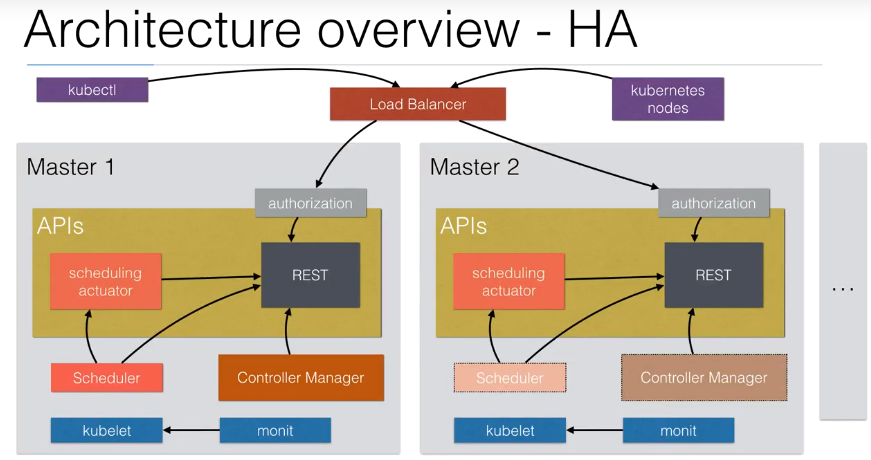 Architecture overview - HA
kubectl
Load Balancer
kubernetes
nodes
Master 1
authorization
APIs
scheduling
actuator
REST
Scheduler
Controller Manager
kubelet
monit
Master 2
authorization
APIs
scheduling
actuator
REST
Scheduler
Controller Manager
kubelet
monit
...